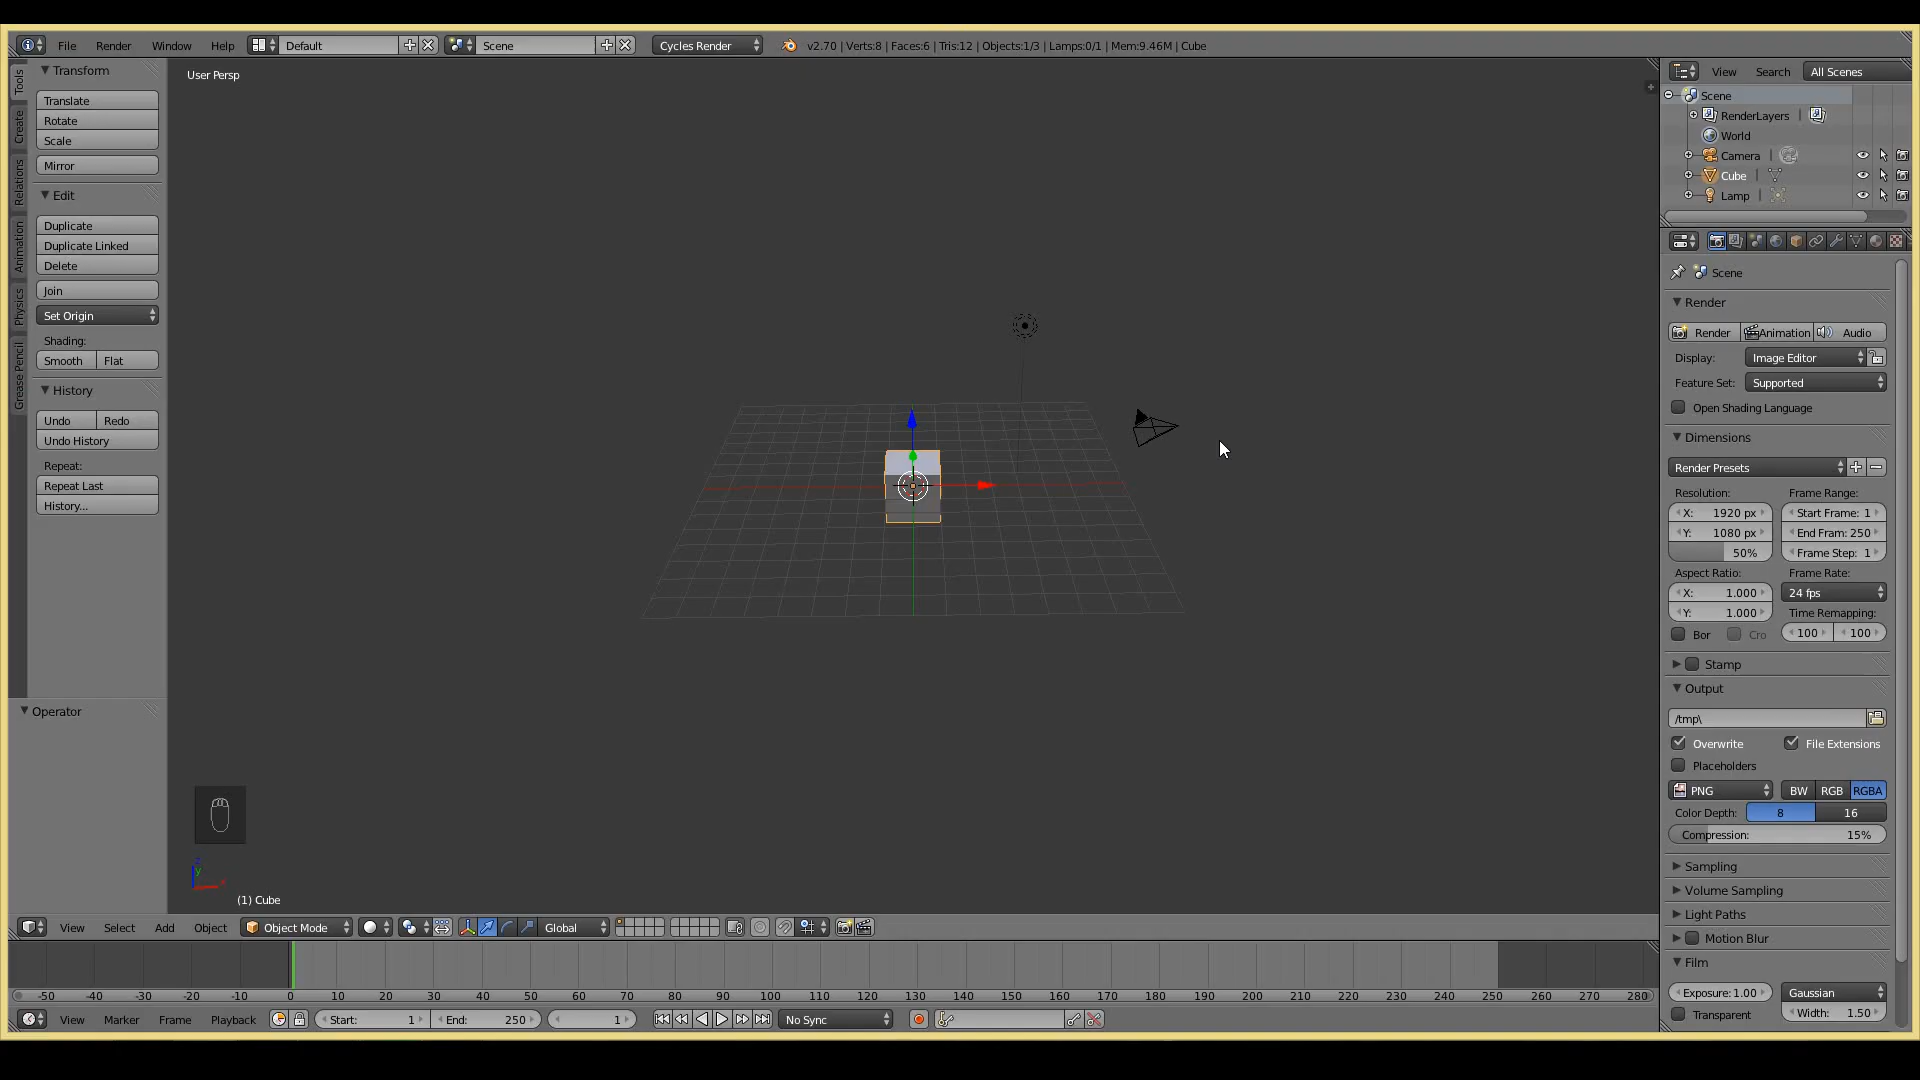 File Render Window Help Default Scene Cycles Render v2.70 | Verts:8 | Faces:6 | Tris:12 | Objects:1/3 | Lamps:0/1 | Mem:9.46M | Cube
Tools
Create
Relations
Animation
Physics
Grease Pencil
Transform
Translate
Rotate
Scale
Mirror
Edit
Duplicate
Duplicate Linked
Delete
Join
Set Origin
Shading:
Smooth Flat
History
Undo Redo
Undo History
Repeat:
Repeat Last
History...
Operator
User Persp
z
y
x
(1) Cube
View Search All Scenes
Scene
RenderLayers
World
Camera
Cube
Lamp
Scene
Render
Render Animation Audio
Display: Image Editor
Feature Set: Supported
Open Shading Language
Dimensions
Render Presets
Resolution: Frame Range:
X: 1920 px Start Frame: 1
Y: 1080 px End Fram: 250
50% Frame Step: 1
Aspect Ratio: Frame Rate:
X: 1.000 24 fps
Y: 1.000 Time Remapping:
Bor Cro 100 100
Stamp
Output
/tmp\
Overwrite File Extensions
Placeholders
PNG BW RGB RGBA
Color Depth: 8 16
Compression: 15%
Sampling
Volume Sampling
Light Paths
Motion Blur
Film
Exposure: 1.00 Gaussian
Transparent Width: 1.50
View Select Add Object Object Mode Global
-50 -40 -30 -20 -10 0 10 20 30 40 50 60 70 80 90 100 110 120 130 140 150 160 170 180 190 200 210 220 230 240 250 260 270 280
View Marker Frame Playback Start: 1 End: 250 1 No Sync